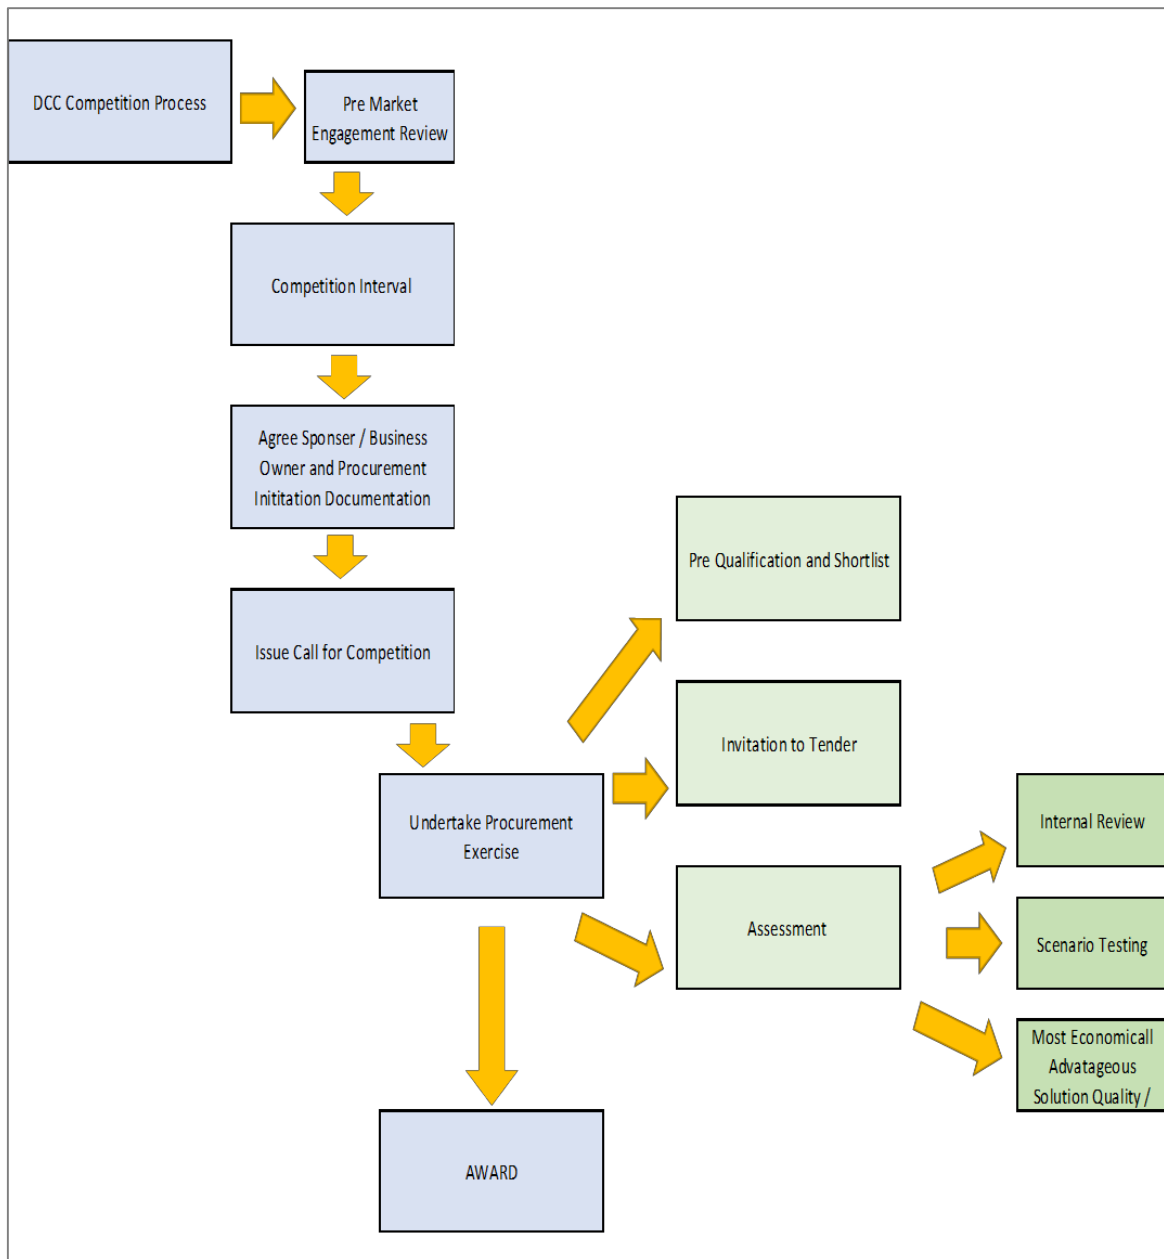 DCC Competition Process
Pre Market
Engagement Review
Competition Interval
Agree Sponser / Business
Owner and Procurement
Inititation Documentation
Issue Call for Competition
Undertake Procurement
Exercise
Pre Qualification and Shortlist
Invitation to Tender
Assessment
Internal Review
Scenario Testing
Most Economicall
Advatageous
Solution Quality /
AWARD